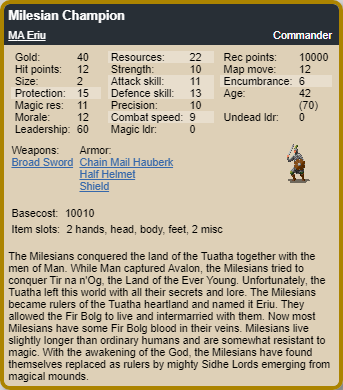 Milesian Champion
MA Eriu Commander
Gold: 40 Resources: 22 Rec points: 10000
Hit points: 12 Strength: 10 Map move: 12
Size: 2 Attack skill: 11 Encumbrance: 6
Protection: 15 Defence skill: 13 Age: 42
Magic res: 11 Precision: 10 (70)
Morale: 12 Combat speed: 9 Undead ldr: 0
Leadership: 60 Magic ldr: 0
Weapons: Armor:
Broad Sword Chain Mail Hauberk
Half Helmet
Shield
Basecost: 10010
Item slots: 2 hands, head, body, feet, 2 misc
The Milesians conquered the land of the Tuatha together with the
men of Man. While Man captured Avalon, the Milesians tried to
conquer Tir na n'Og, the Land of the Ever Young. Unfortunately, the
Tuatha left this world with all their secrets and lore. The Milesians
became rulers of the Tuatha heartland and named it Eriu. They
allowed the Fir Bolg to live and intermarried with them. Now most
Milesians have some Fir Bolg blood in their veins. Milesians live
slightly longer than ordinary humans and are somewhat resistant to
magic. With the awakening of the God, the Milesians have found
themselves replaced as rulers by mighty Sidhe Lords emerging from
magical mounds.